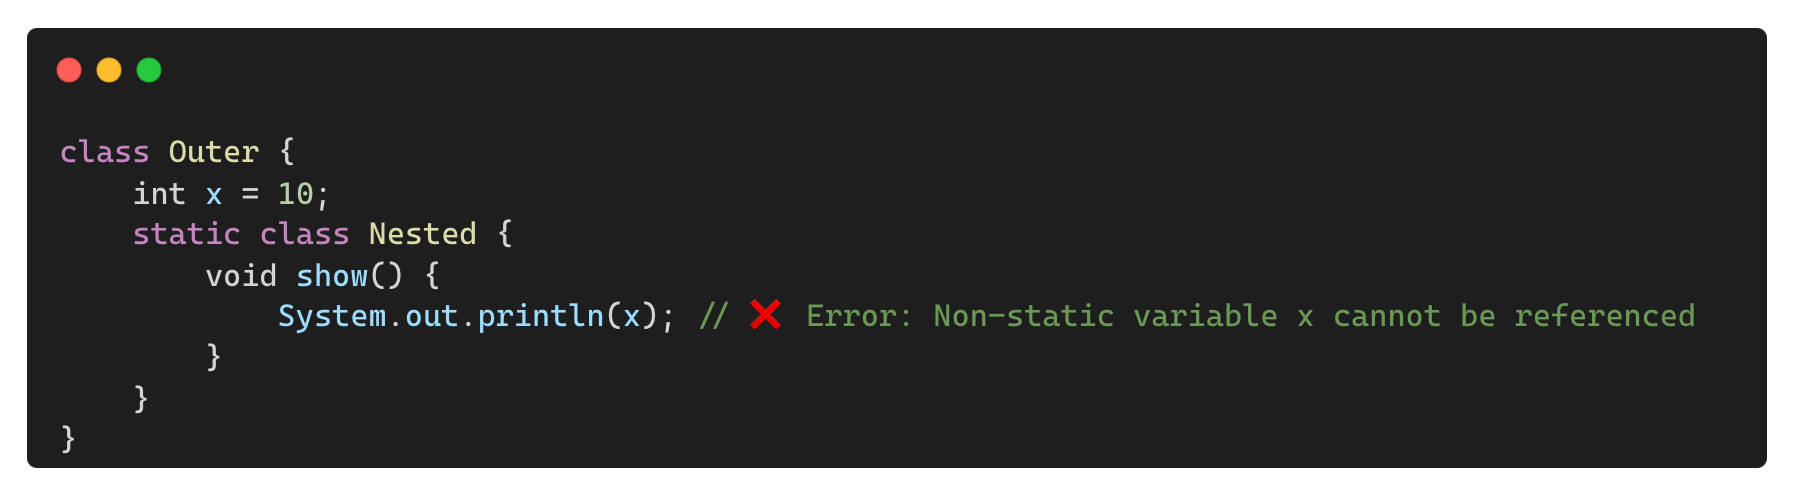 class Outer {
    int x = 10;
    static class Nested {
        void show() {
            System.out.println(x); // ❌ Error: Non-static variable x cannot be referenced
        }
    }
}